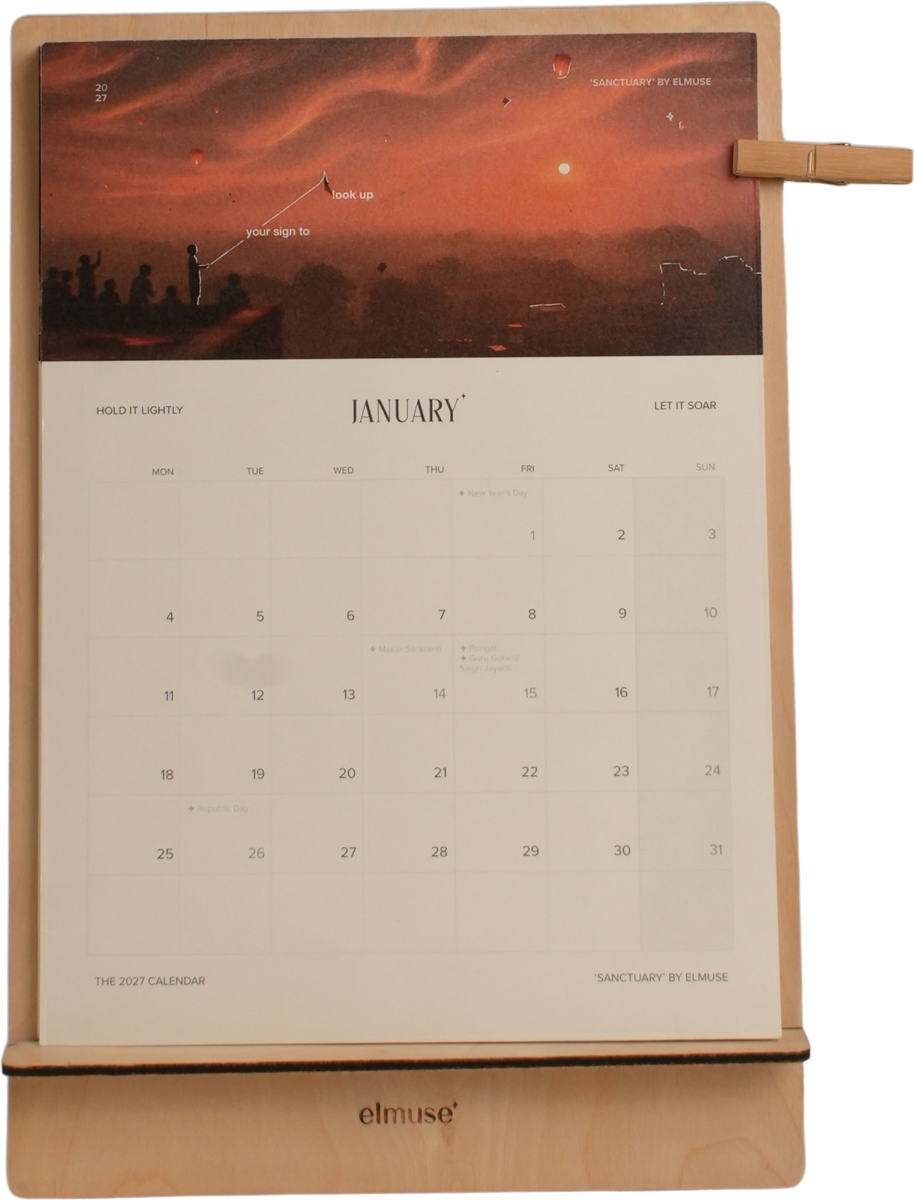 20
27
'SANCTUARY' BY ELMUSE
look up
your sign to
HOLD IT LIGHTLY
JANUARY
LET IT SOAR
MON TUE WED THU FRI SAT SUN
✦ New Year's Day
1 2 3
4 5 6 7 8 9 10
✦ Makar Sankranti ✦ Pongal
✦ Guru Gobind
Singh Jayanti
11 12 13 14 15 16 17
18 19 20 21 22 23 24
✦ Republic Day
25 26 27 28 29 30 31
THE 2027 CALENDAR
'SANCTUARY' BY ELMUSE
elmuse